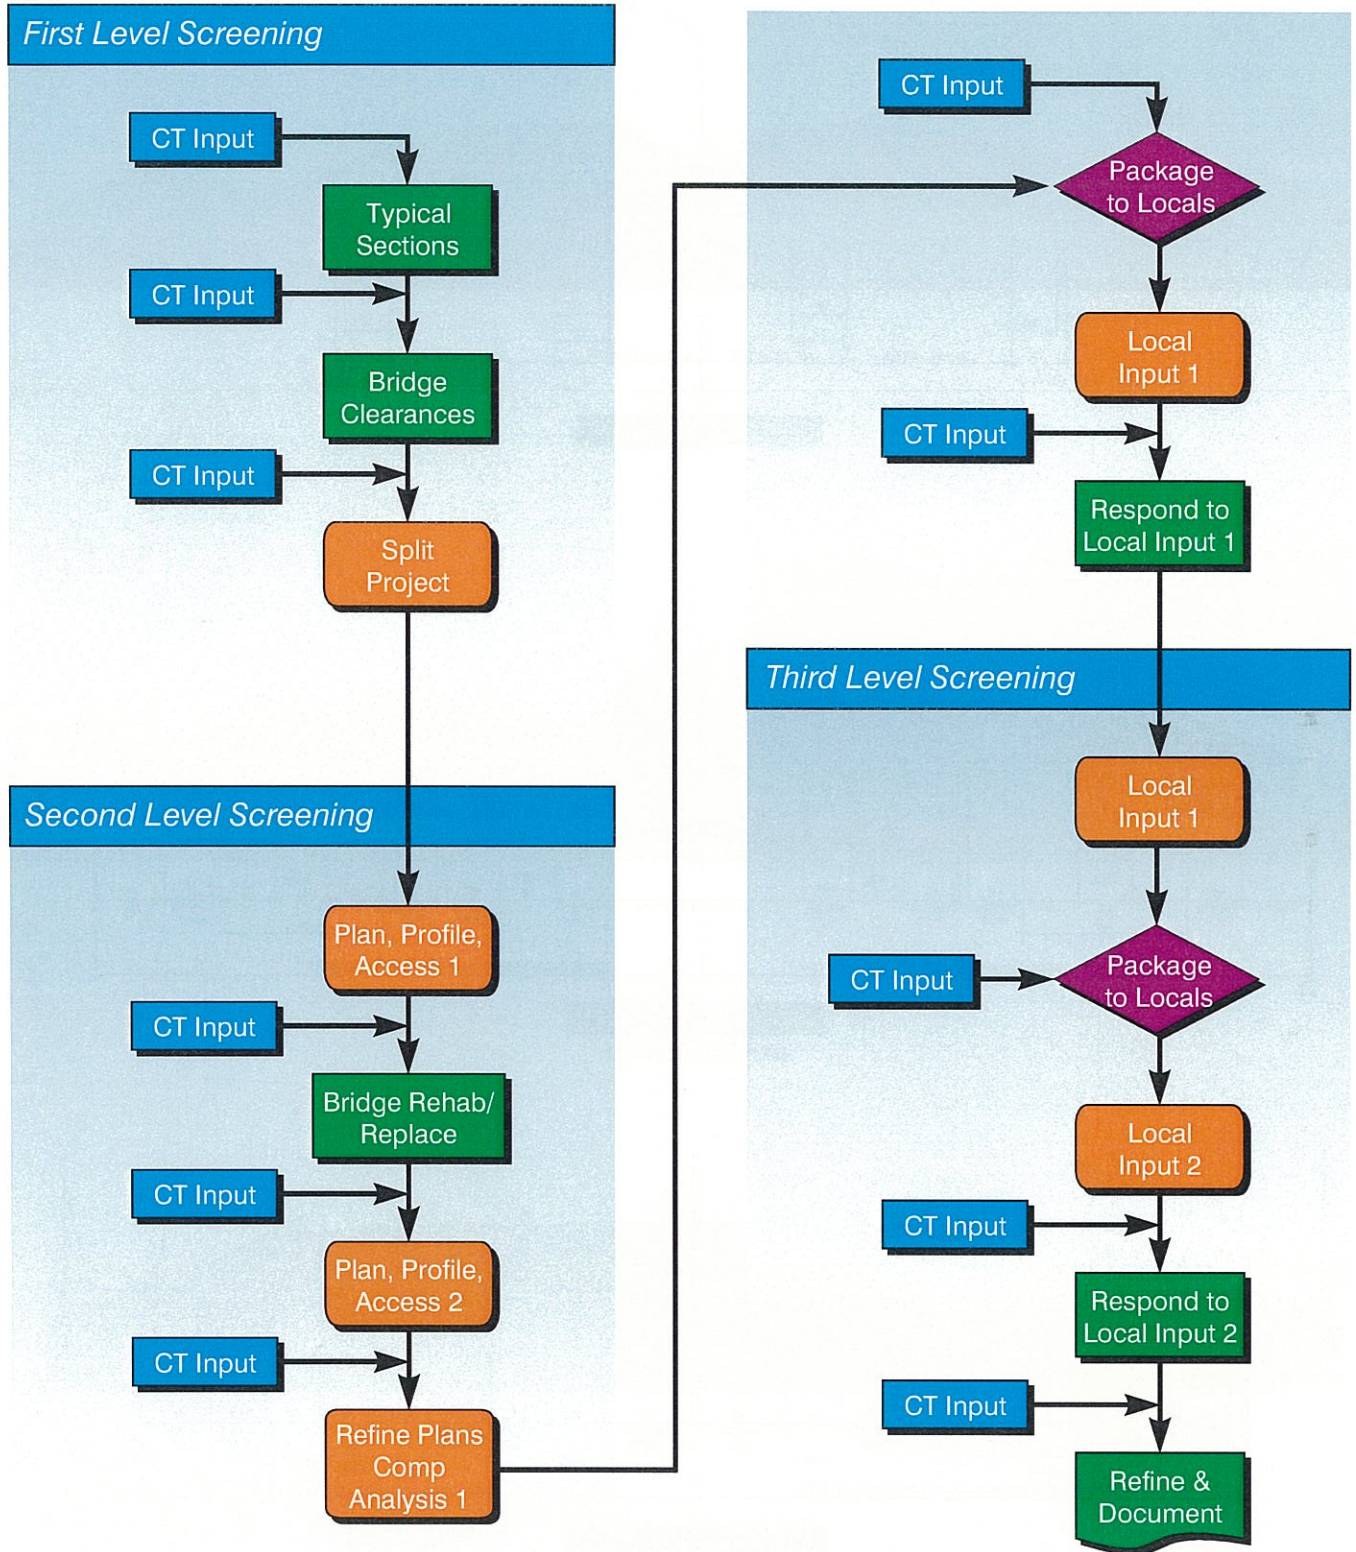 First Level Screening
CT Input
Typical
Sections
CT Input
Bridge
Clearances
CT Input
Split
Project
Second Level Screening
Plan, Profile,
Access 1
CT Input
Bridge Rehab/
Replace
CT Input
Plan, Profile,
Access 2
CT Input
Refine Plans
Comp
Analysis 1
CT Input
Package
to Locals
Local
Input 1
CT Input
Respond to
Local Input 1
Third Level Screening
Local
Input 1
CT Input
Package
to Locals
Local
Input 2
CT Input
Respond to
Local Input 2
CT Input
Refine &
Document